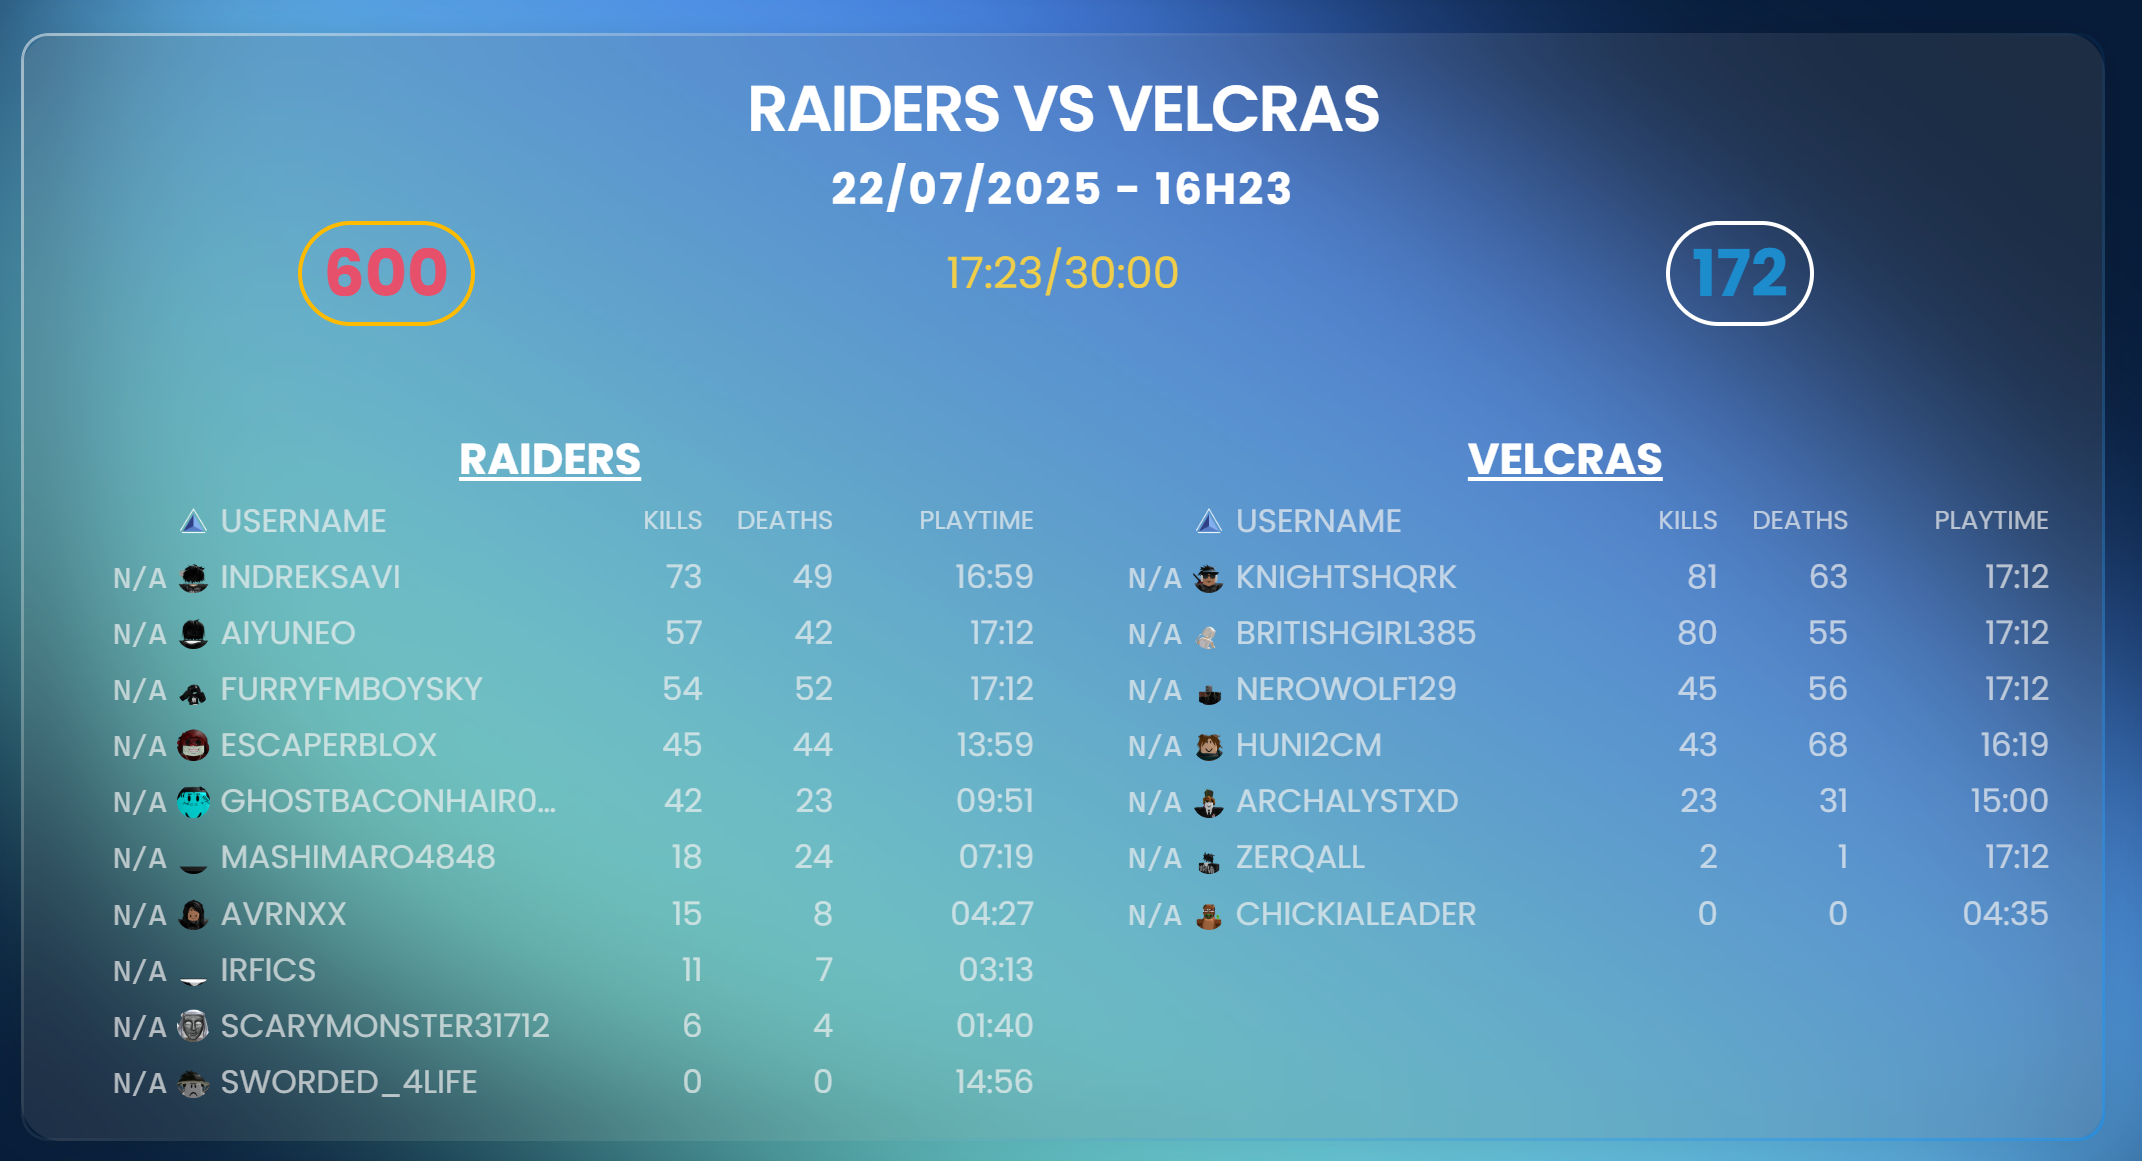 RAIDERS VS VELCRAS
22/07/2025 - 16H23
600
17:23/30:00
172
RAIDERS
USERNAME KILLS DEATHS PLAYTIME
N/A INDREKSAVI 73 49 16:59
N/A AIYUNEO 57 42 17:12
N/A FURRYFMBOYSKY 54 52 17:12
N/A ESCAPERBLOX 45 44 13:59
N/A GHOSTBACONHAIR0... 42 23 09:51
N/A MASHIMARO4848 18 24 07:19
N/A AVRNXX 15 8 04:27
N/A IRFICS 11 7 03:13
N/A SCARYMONSTER31712 6 4 01:40
N/A SWORDED_4LIFE 0 0 14:56
VELCRAS
USERNAME KILLS DEATHS PLAYTIME
N/A KNIGHTSHQRK 81 63 17:12
N/A BRITISHGIRL385 80 55 17:12
N/A NEROWOLF129 45 56 17:12
N/A HUNI2CM 43 68 16:19
N/A ARCHALYSTXD 23 31 15:00
N/A ZERQALL 2 1 17:12
N/A CHICKIALEADER 0 0 04:35